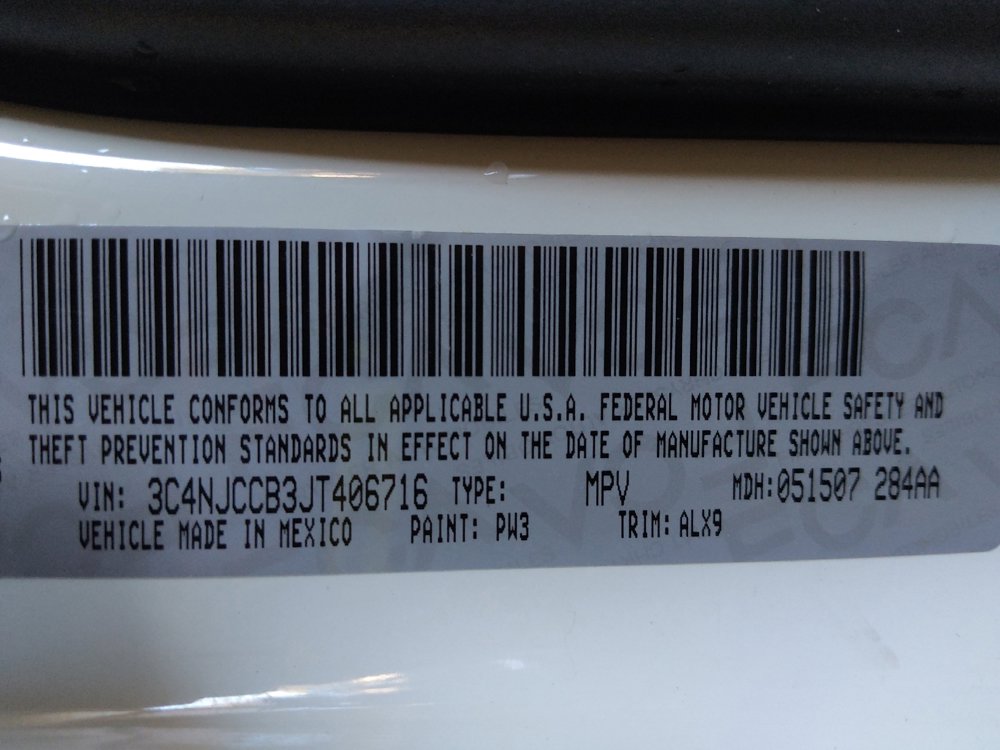 THIS VEHICLE CONFORMS TO ALL APPLICABLE U.S.A. FEDERAL MOTOR VEHICLE SAFETY AND
THEFT PREVENTION STANDARDS IN EFFECT ON THE DATE OF MANUFACTURE SHOWN ABOVE.
VIN: 3C4NJCCB3JT406716 TYPE: MPV MDH:051507 284AA
VEHICLE MADE IN MEXICO PAINT: PW3 TRIM: ALX9